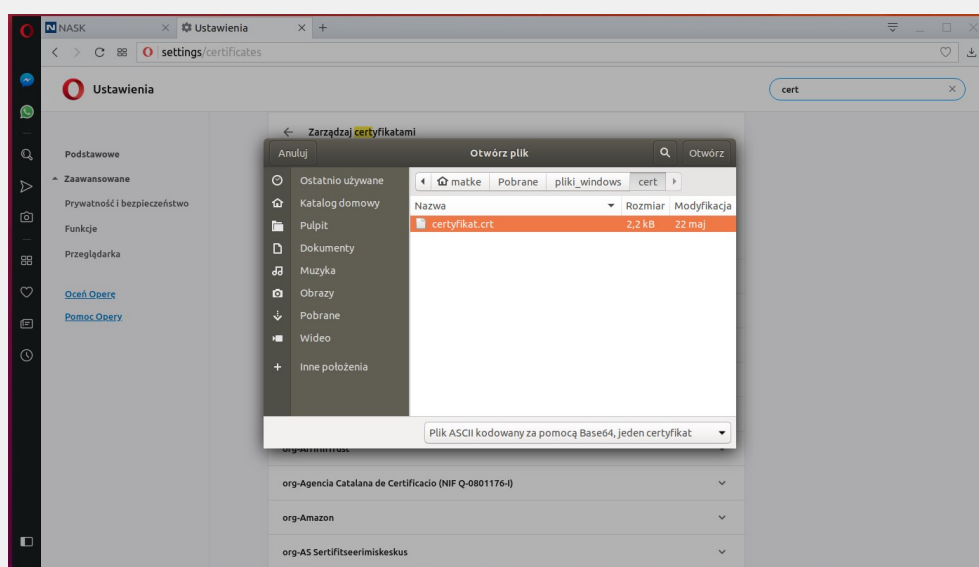 NASK
Ustawienia
settings/certificates
Ustawienia
cert
Zarządzaj certyfikatami
Podstawowe
Zaawansowane
Prywatność i bezpieczeństwo
Funkcje
Przeglądarka
Oceń Operę
Pomoc Opery
Anuluj
Otwórz plik
Otwórz
Ostatnio używane
Katalog domowy
Pulpit
Dokumenty
Muzyka
Obrazy
Pobrane
Wideo
Inne położenia
matke Pobrane pliki_windows cert
Nazwa Rozmiar Modyfikacja
certyfikat.crt 2,2 kB 22 maj
Plik ASCII kodowany za pomocą Base64, jeden certyfikat
org-AffirmTrust
org-Agencia Catalana de Certificacio (NIF Q-0801176-I)
org-Amazon
org-AS Sertifitseerimiskeskus